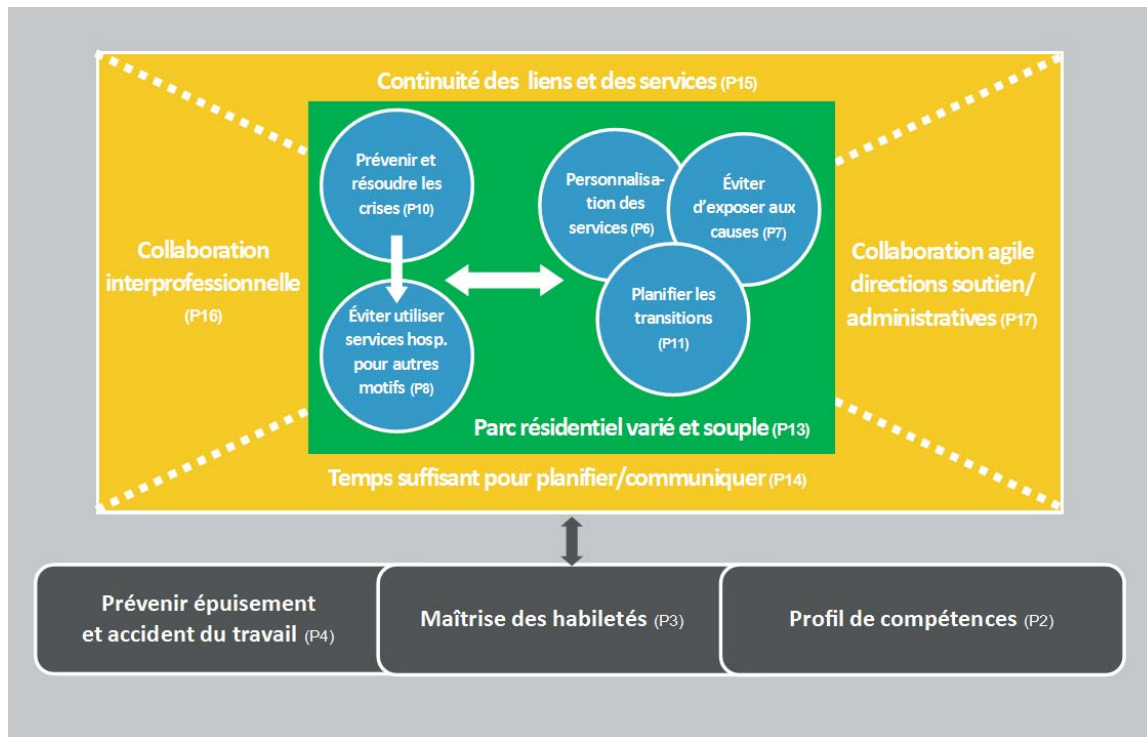 Continuité des liens et des services (P15)
Prévenir et
résoudre les
crises (P10)
Personnalisa-
tion des
services (P6)
Éviter
d'exposer aux
causes (P7)
Collaboration
interprofessionnelle
(P16)
Collaboration agile
directions soutien/
administratives (P17)
Éviter utiliser
services hosp.
pour autres
motifs (P8)
Planifier les
transitions
(P11)
Parc résidentiel varié et souple (P13)
Temps suffisant pour planifier/communiquer (P14)
Prévenir épuisement
et accident du travail (P4)
Maîtrise des habiletés (P3)
Profil de compétences (P2)